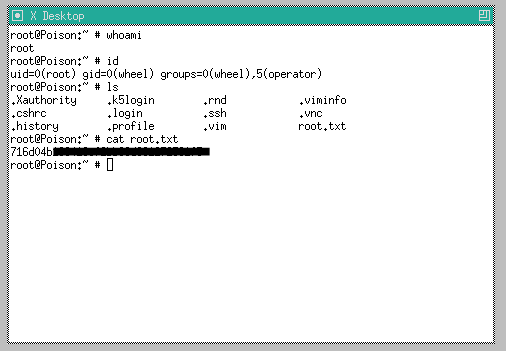 X Desktop
root@Poison:~ # whoami
root
root@Poison:~ # id
uid=0(root) gid=0(wheel) groups=0(wheel),5(operator)
root@Poison:~ # ls
.Xauthority .k5login .rnd .viminfo
.cshrc .login .ssh .vnc
.history .profile .vim root.txt
root@Poison:~ # cat root.txt
716d04b
root@Poison:~ #